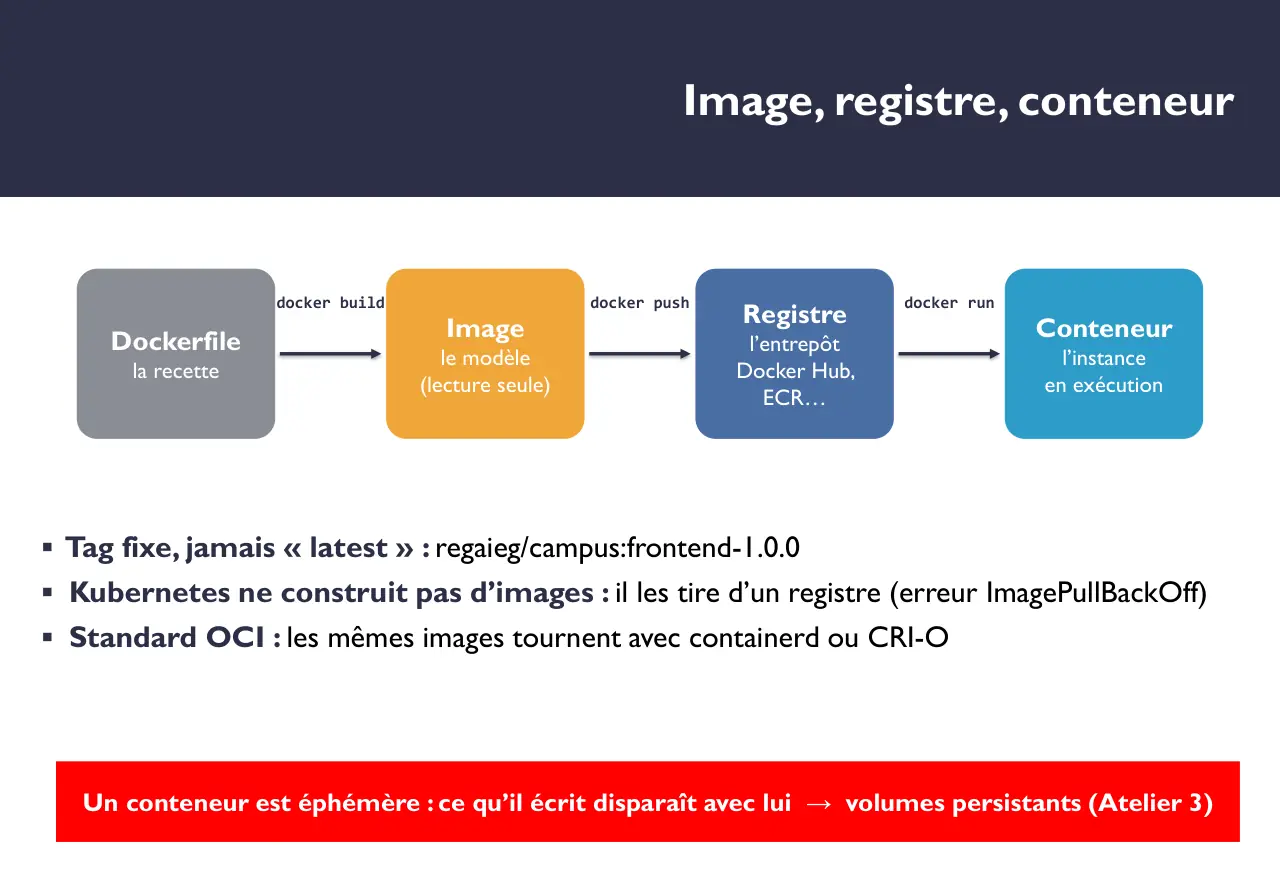 Image, registre, conteneur
Dockerfile
la recette
docker build
Image
le modèle
(lecture seule)
docker push
Registre
l’entrepôt
Docker Hub,
ECR…
docker run
Conteneur
l’instance
en exécution
▪ Tag fixe, jamais « latest » : regaieg/campus:frontend-1.0.0
▪ Kubernetes ne construit pas d’images : il les tire d’un registre (erreur ImagePullBackOff)
▪ Standard OCI : les mêmes images tournent avec containerd ou CRI-O
Un conteneur est éphémère : ce qu’il écrit disparaît avec lui → volumes persistants (Atelier 3)